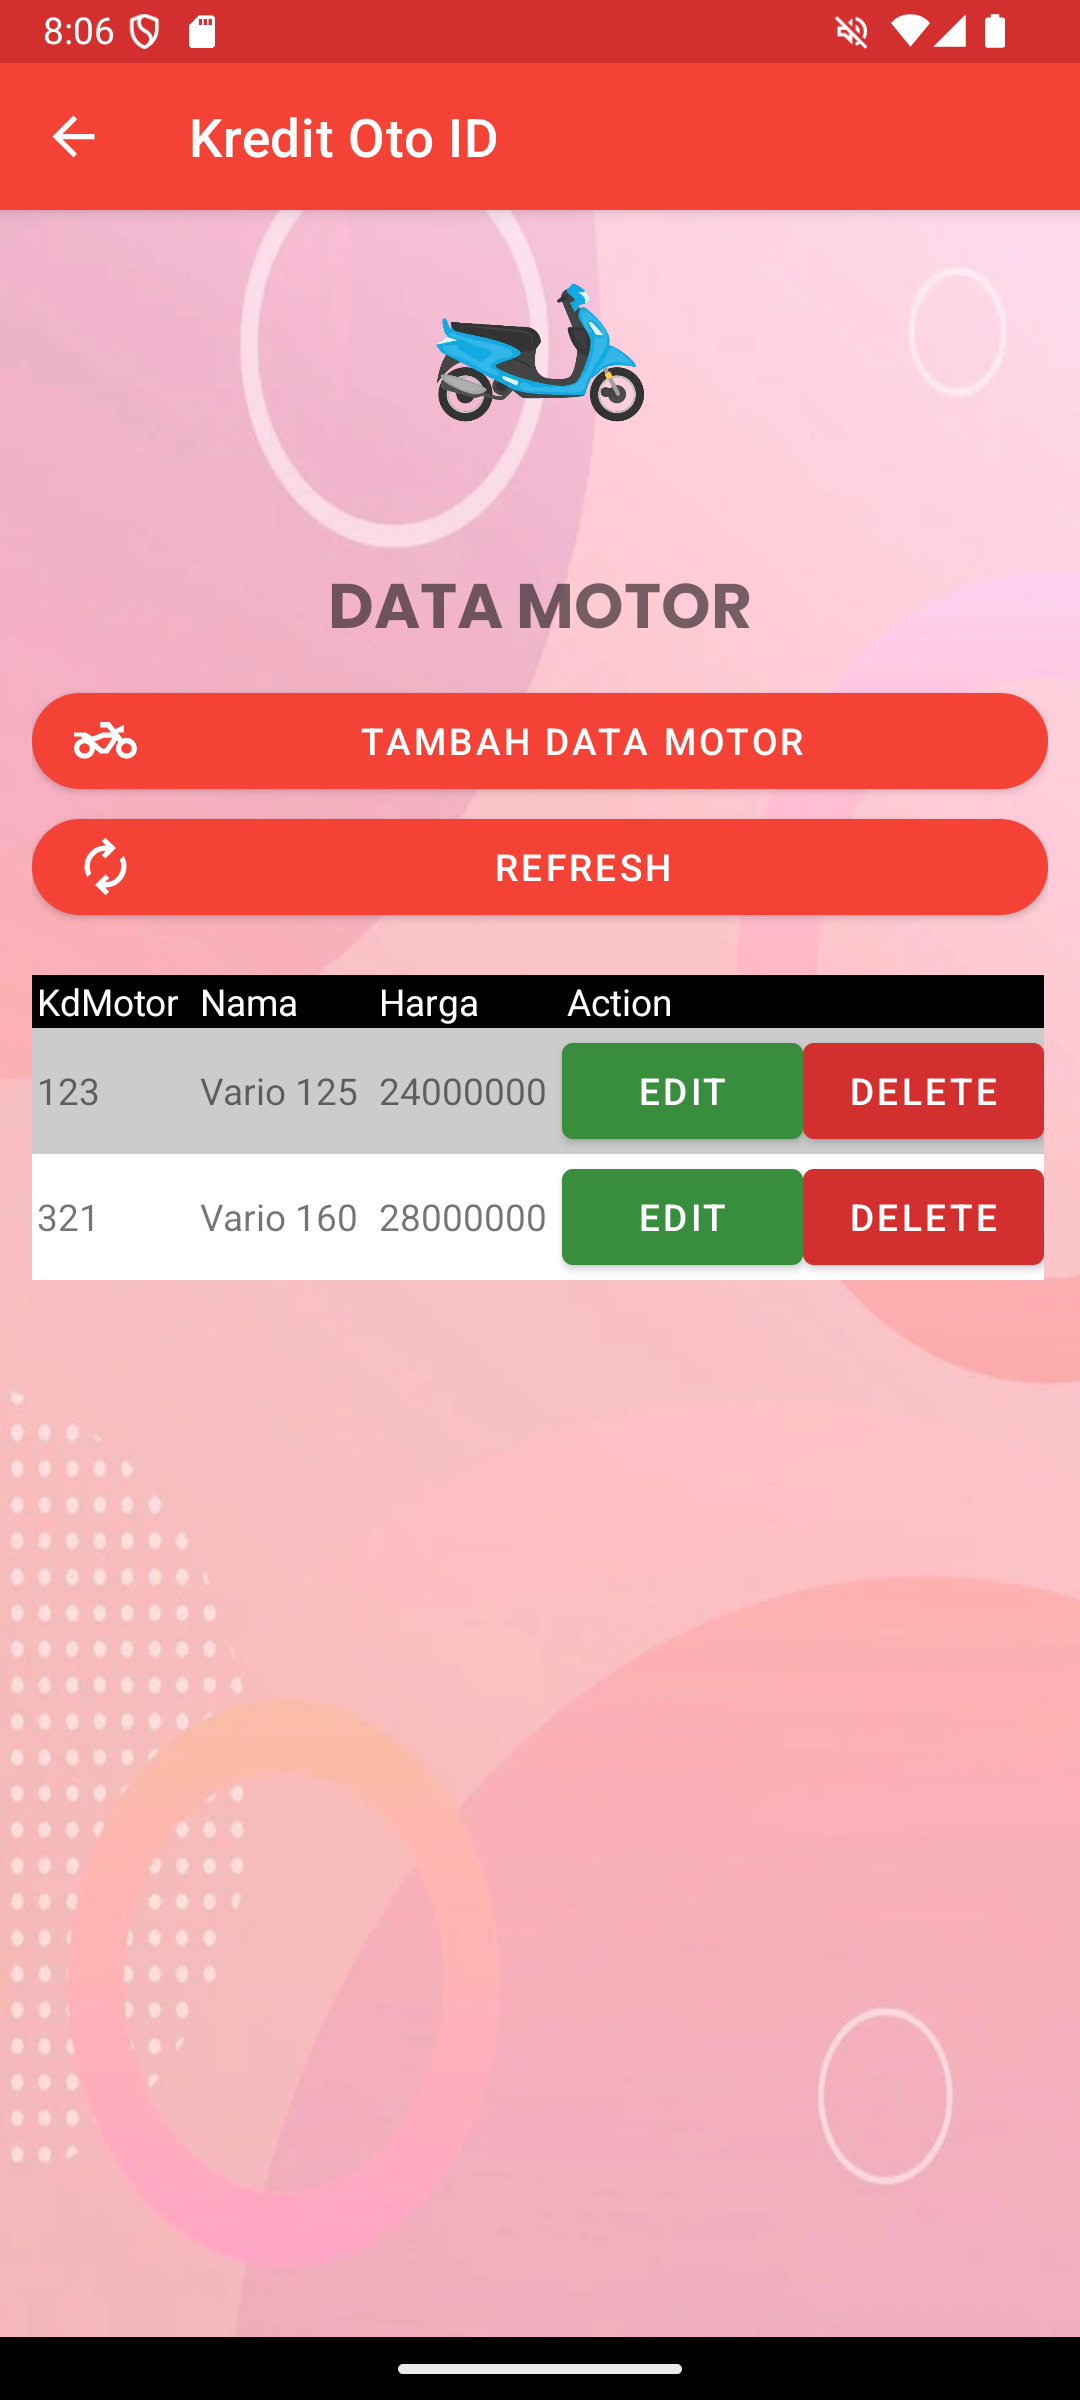 8:06
Kredit Oto ID
DATA MOTOR
TAMBAH DATA MOTOR
REFRESH
KdMotor Nama Harga Action
123 Vario 125 24000000 EDIT DELETE
321 Vario 160 28000000 EDIT DELETE